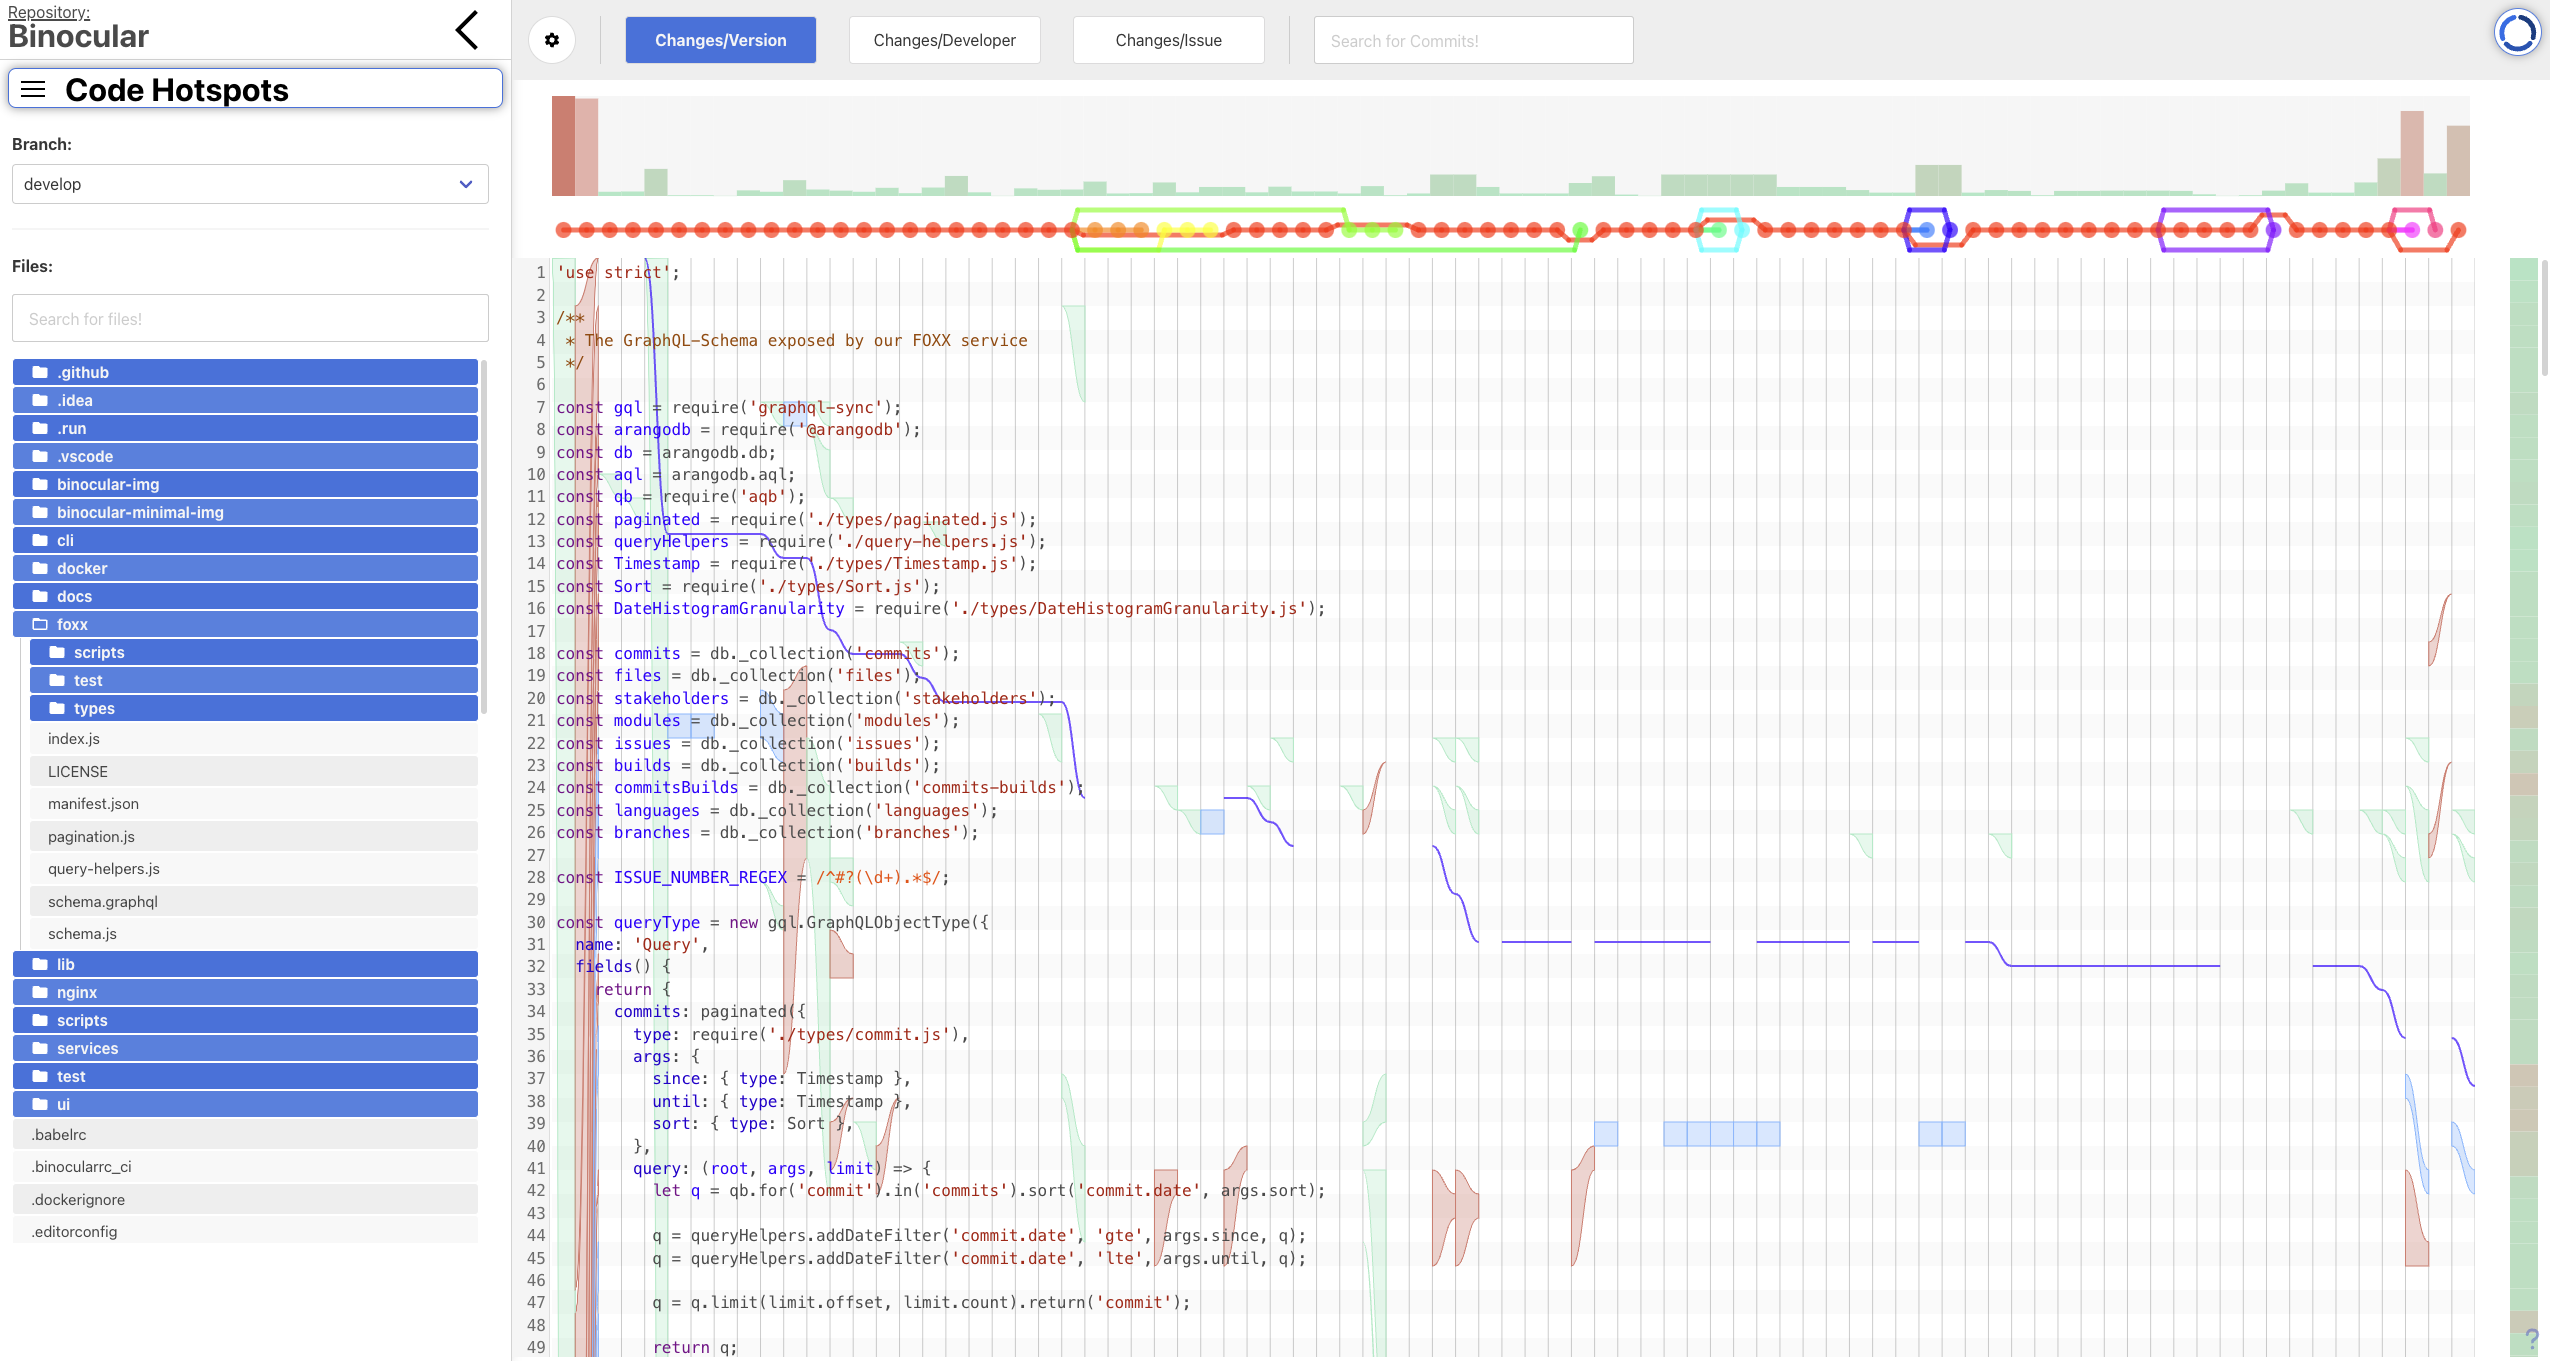 Repository:
Binocular
Code Hotspots
Branch:
develop
Files:
Search for files!
.github
.idea
.run
.vscode
binocular-img
binocular-minimal-img
cli
docker
docs
foxx
scripts
test
types
index.js
LICENSE
manifest.json
pagination.js
query-helpers.js
schema.graphql
schema.js
lib
nginx
scripts
services
test
ui
.babelrc
.binocularrc_ci
.dockerignore
.editorconfig
Changes/Version
Changes/Developer
Changes/Issue
Search for Commits!
1 'use strict';
2
3 /**
4  * The GraphQL-Schema exposed by our FOXX service
5  */
6
7 const gql = require('graphql-sync');
8 const arangodb = require('@arangodb');
9 const db = arangodb.db;
10 const aql = arangodb.aql;
11 const qb = require('aqb');
12 const paginated = require('./types/paginated.js');
13 const queryHelpers = require('./query-helpers.js');
14 const Timestamp = require('./types/Timestamp.js');
15 const Sort = require('./types/Sort.js');
16 const DateHistogramGranularity = require('./types/DateHistogramGranularity.js');
17
18 const commits = db._collection('commits');
19 const files = db._collection('files');
20 const stakeholders = db._collection('stakeholders');
21 const modules = db._collection('modules');
22 const issues = db._collection('issues');
23 const builds = db._collection('builds');
24 const commitsBuilds = db._collection('commits-builds');
25 const languages = db._collection('languages');
26 const branches = db._collection('branches');
27
28 const ISSUE_NUMBER_REGEX = /^#?(\d+).*$/;
29
30 const queryType = new gql.GraphQLObjectType({
31   name: 'Query',
32   fields() {
33     return {
34       commits: paginated({
35         type: require('./types/commit.js'),
36         args: {
37           since: { type: Timestamp },
38           until: { type: Timestamp },
39           sort: { type: Sort },
40         },
41         query: (root, args, limit) => {
42           let q = qb.for('commit').in('commits').sort('commit.date', args.sort);
43
44           q = queryHelpers.addDateFilter('commit.date', 'gte', args.since, q);
45           q = queryHelpers.addDateFilter('commit.date', 'lte', args.until, q);
46
47           q = q.limit(limit.offset, limit.count).return('commit');
48
49           return q;
?